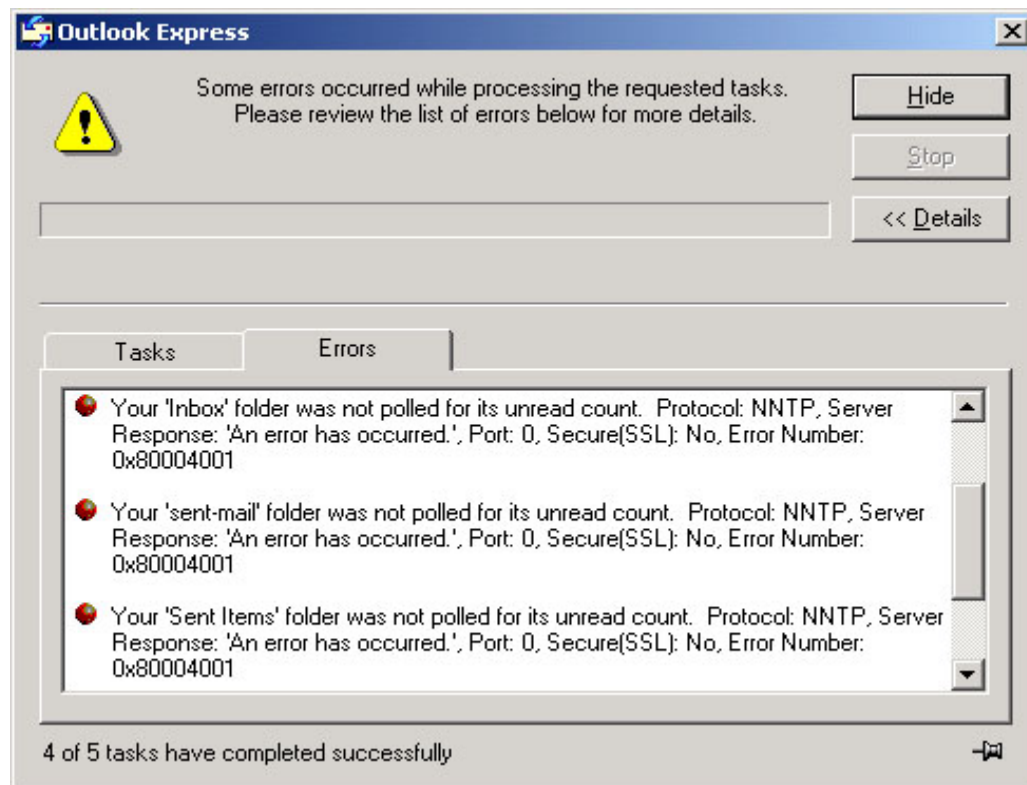 Outlook Express
Some errors occurred while processing the requested tasks.
Please review the list of errors below for more details.
Hide
Stop
<< Details
Tasks
Errors
Your 'Inbox' folder was not polled for its unread count.  Protocol: NNTP, Server
Response: 'An error has occurred.', Port: 0, Secure(SSL): No, Error Number:
0x80004001
Your 'sent-mail' folder was not polled for its unread count.  Protocol: NNTP, Server
Response: 'An error has occurred.', Port: 0, Secure(SSL): No, Error Number:
0x80004001
Your 'Sent Items' folder was not polled for its unread count.  Protocol: NNTP, Server
Response: 'An error has occurred.', Port: 0, Secure(SSL): No, Error Number:
0x80004001
4 of 5 tasks have completed successfully